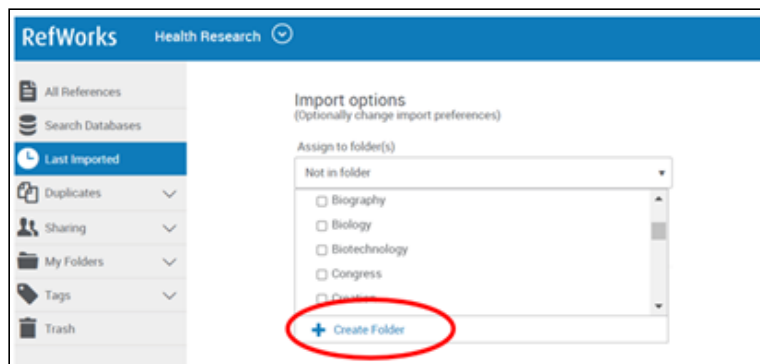 RefWorks Health Research
All References
Search Databases
Last Imported
Duplicates
Sharing
My Folders
Tags
Trash
Import options
(Optionally change import preferences)
Assign to folder(s)
Not in folder
Biography
Biology
Biotechnology
Congress
Creation
Create Folder